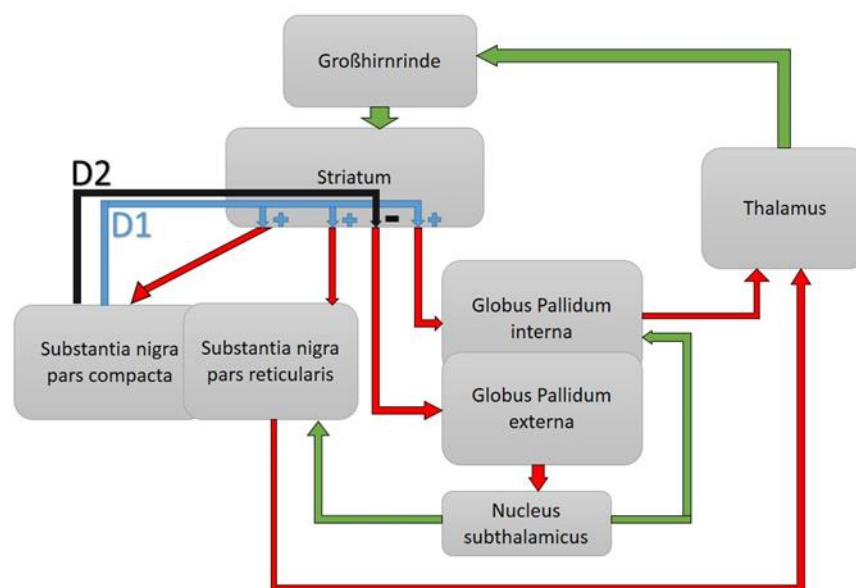 Großhirnrinde
D2
Striatum
D1
+
+
-
+
Thalamus
Substantia nigra
pars compacta
Substantia nigra
pars reticularis
Globus Pallidum
interna
Globus Pallidum
externa
Nucleus
subthalamicus